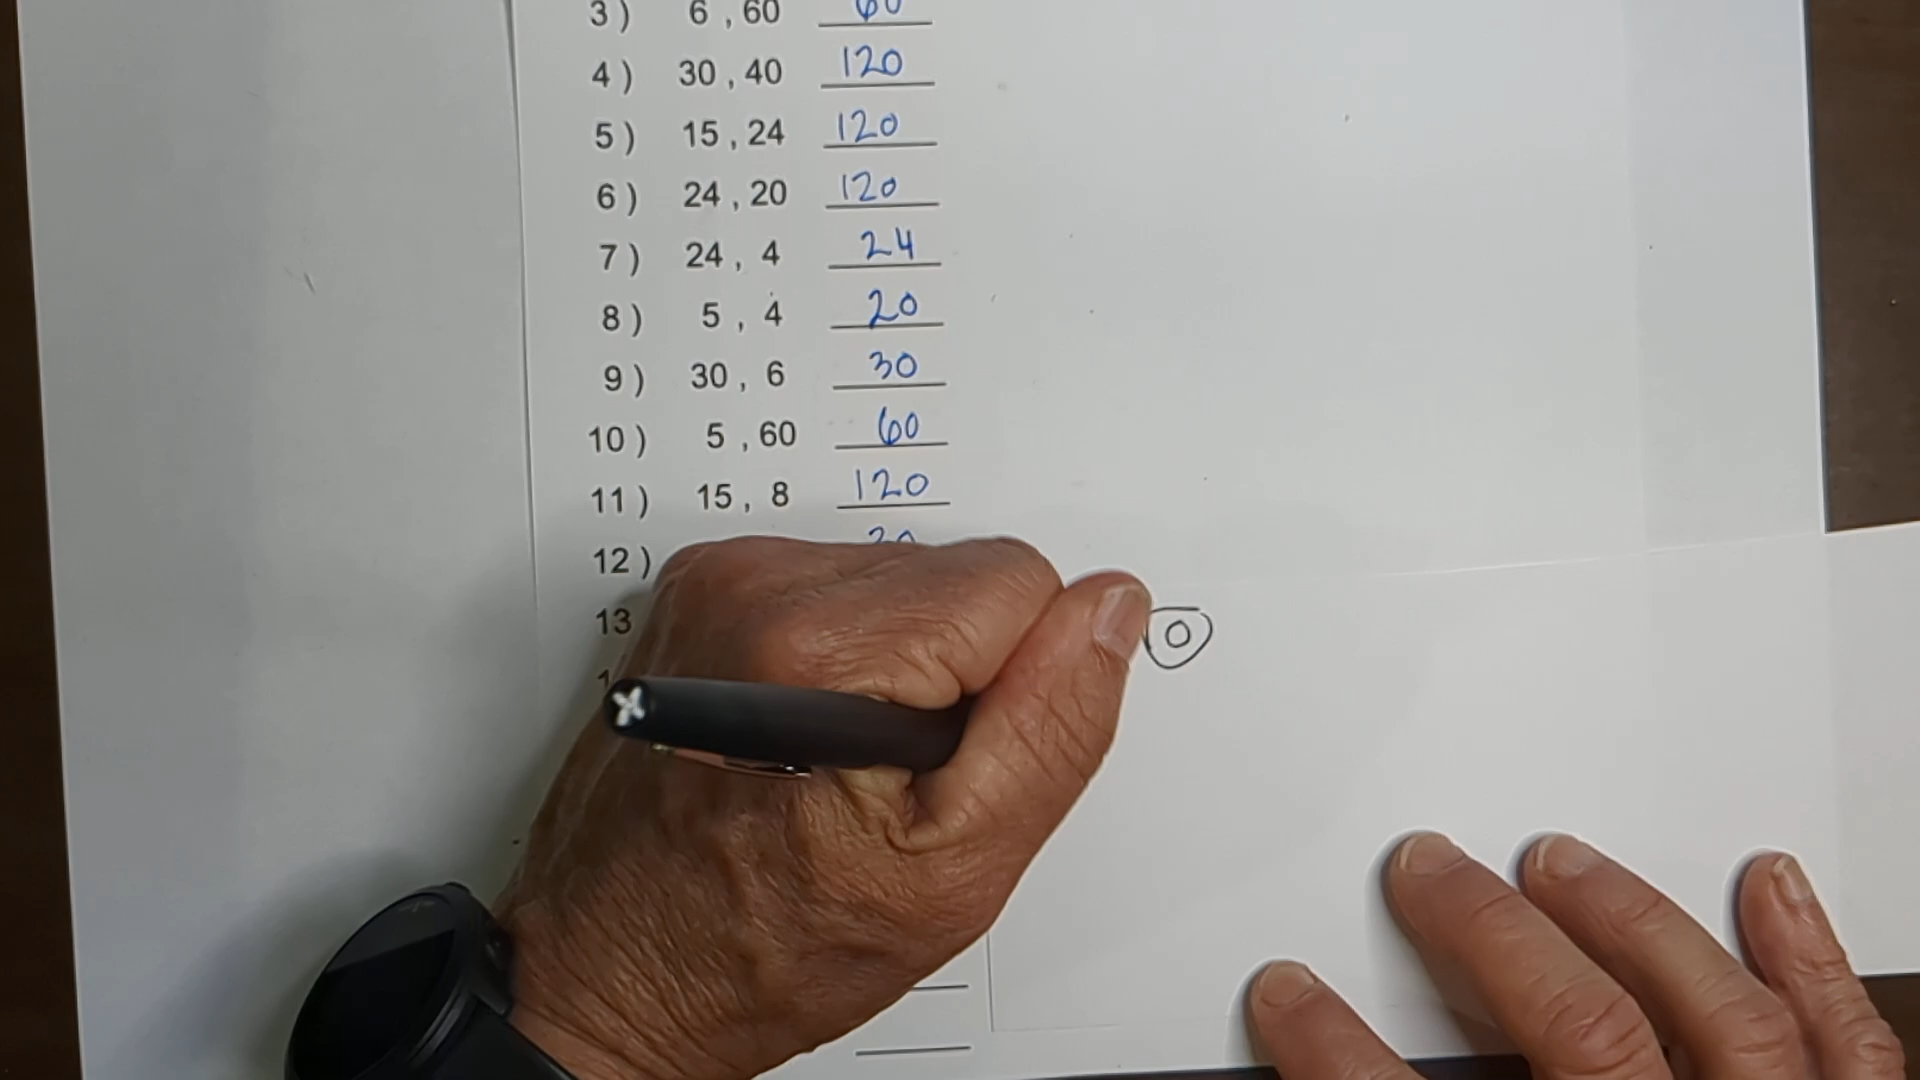 3) 6 , 60 60
4) 30 , 40 120
5) 15 , 24 120
6) 24 , 20 120
7) 24 , 4 24
8) 5 , 4 20
9) 30 , 6 30
10) 5 , 60 60
11) 15 , 8 120
12)
13
0